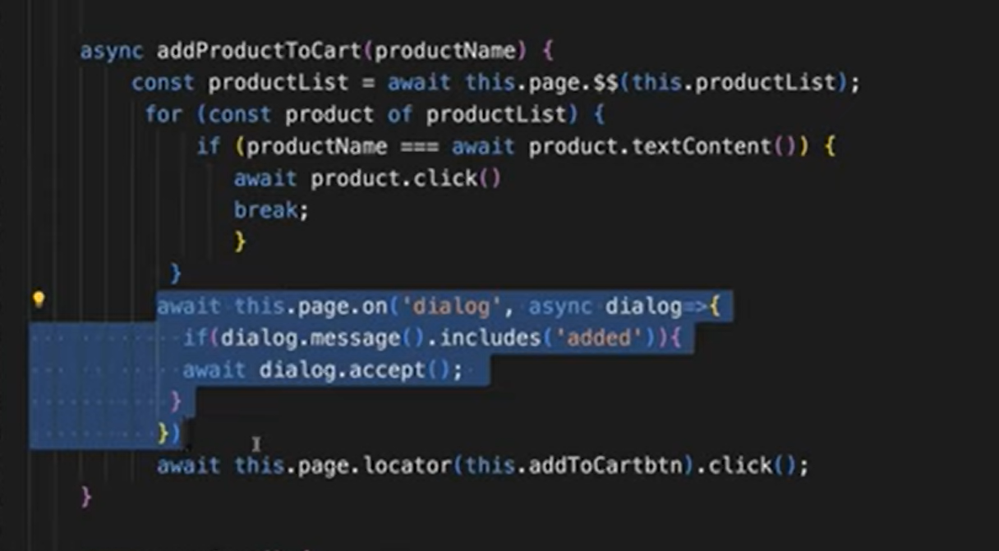 async addProductToCart(productName) {
const productList = await this.page.$$(this.productList);
for (const product of productList) {
if (productName === await product.textContent()) {
await product.click()
break;
}
}
await this.page.on('dialog', async dialog=>{
if(dialog.message().includes('added')){
await dialog.accept();
}
})
await this.page.locator(this.addToCartbtn).click();
}